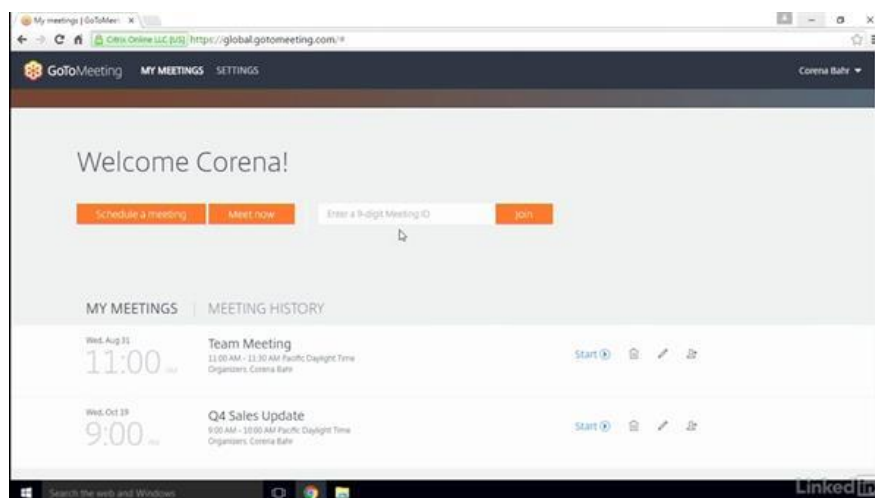 My meetings | GoToMeeti
Citrix Online LLC [US] https://global.gotomeeting.com/#
GoToMeeting MY MEETINGS SETTINGS Corena Bahr
Welcome Corena!
Schedule a meeting Meet now Enter a 9-digit Meeting ID Join
MY MEETINGS MEETING HISTORY
Wed. Aug 31
11:00 AM
Team Meeting
11:00 AM - 11:30 AM Pacific Daylight Time
Organizers: Corena Bahr
Start
Wed. Oct 19
9:00 AM
Q4 Sales Update
9:00 AM - 10:00 AM Pacific Daylight Time
Organizers: Corena Bahr
Start
Search the web and Windows
Linked in